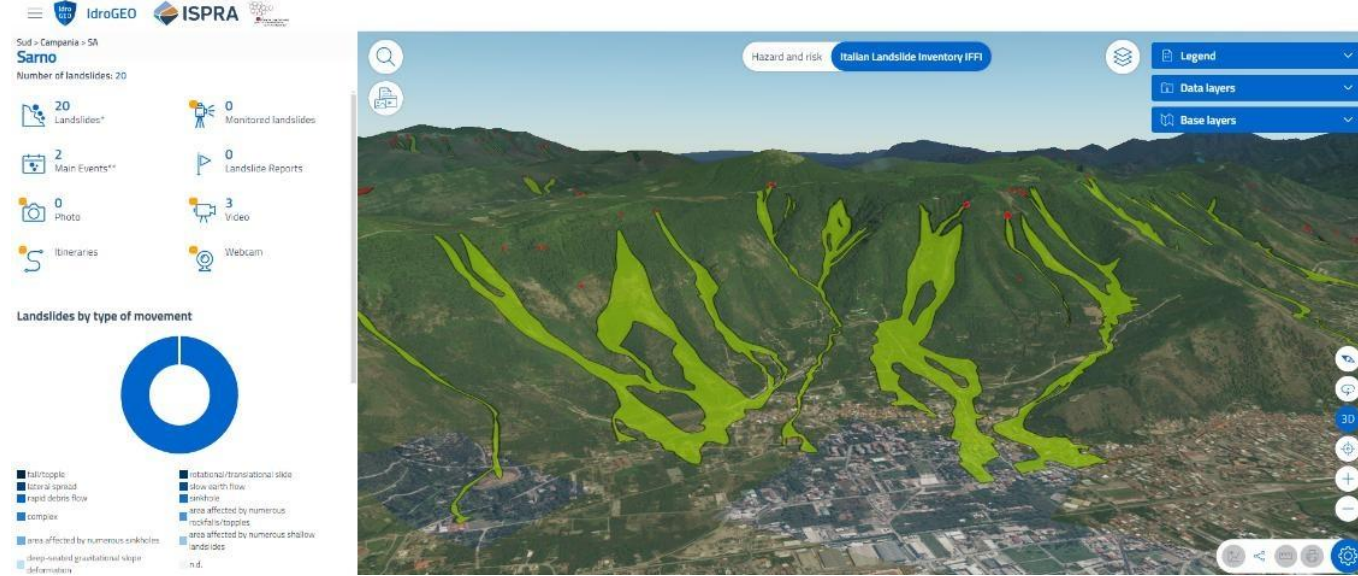 Idro
GEO
IdroGEO
ISPRA
Sud > Campania > SA
Sarno
Number of landslides: 20
20
Landslides*
0
Monitored landslides
2
Main Events**
0
Landslide Reports
0
Photo
3
Video
Itineraries
Webcam
Landslides by type of movement
fall/topple
rotational/translational slide
lateral spread
slow earth flow
rapid debris flow
sinkhole
complex
area affected by numerous
rockfalls/topples
area affected by numerous sinkholes
area affected by numerous shallow
landslides
deep-seated gravitational slope
deformation
n.d.
Hazard and risk
Italian Landslide Inventory IFFI
Legend
Data layers
Base layers
3D